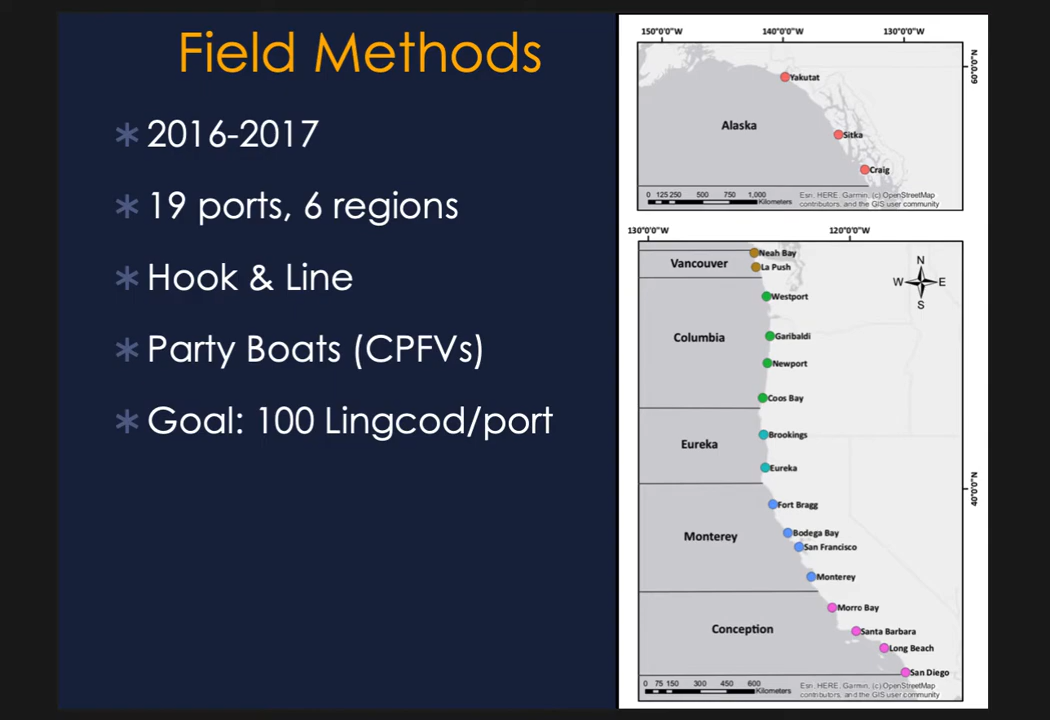 Field Methods
2016-2017
19 ports, 6 regions
Hook & Line
Party Boats (CPFVs)
Goal: 100 Lingcod/port
150°0'0"W 140°0'0"W 130°0'0"W
60°0'0"N
Yakutat
Alaska
Sitka
Craig
0 125 250 500 750 1,000
Kilometers
Esri, HERE, Garmin, (c) OpenStreetMap
contributors, and the GIS user community
130°0'0"W 120°0'0"W
Neah Bay
Vancouver
La Push
N
W E
S
Westport
Columbia
Garibaldi
Newport
Coos Bay
Brookings
Eureka
Eureka
40°0'0"N
Fort Bragg
Bodega Bay
Monterey
San Francisco
Monterey
Morro Bay
Conception
Santa Barbara
Long Beach
San Diego
0 75 150 300 450 600
Kilometers
Esri, HERE, Garmin, (c) OpenStreetMap
contributors, and the GIS user community